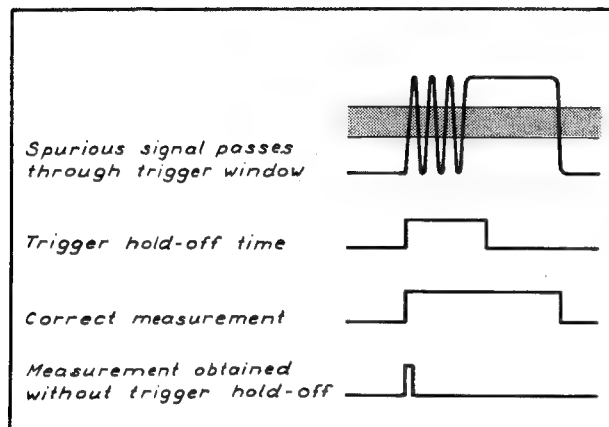 Spurious signal passes
through trigger window
Trigger hold-off time
Correct measurement
Measurement obtained
without trigger hold-off